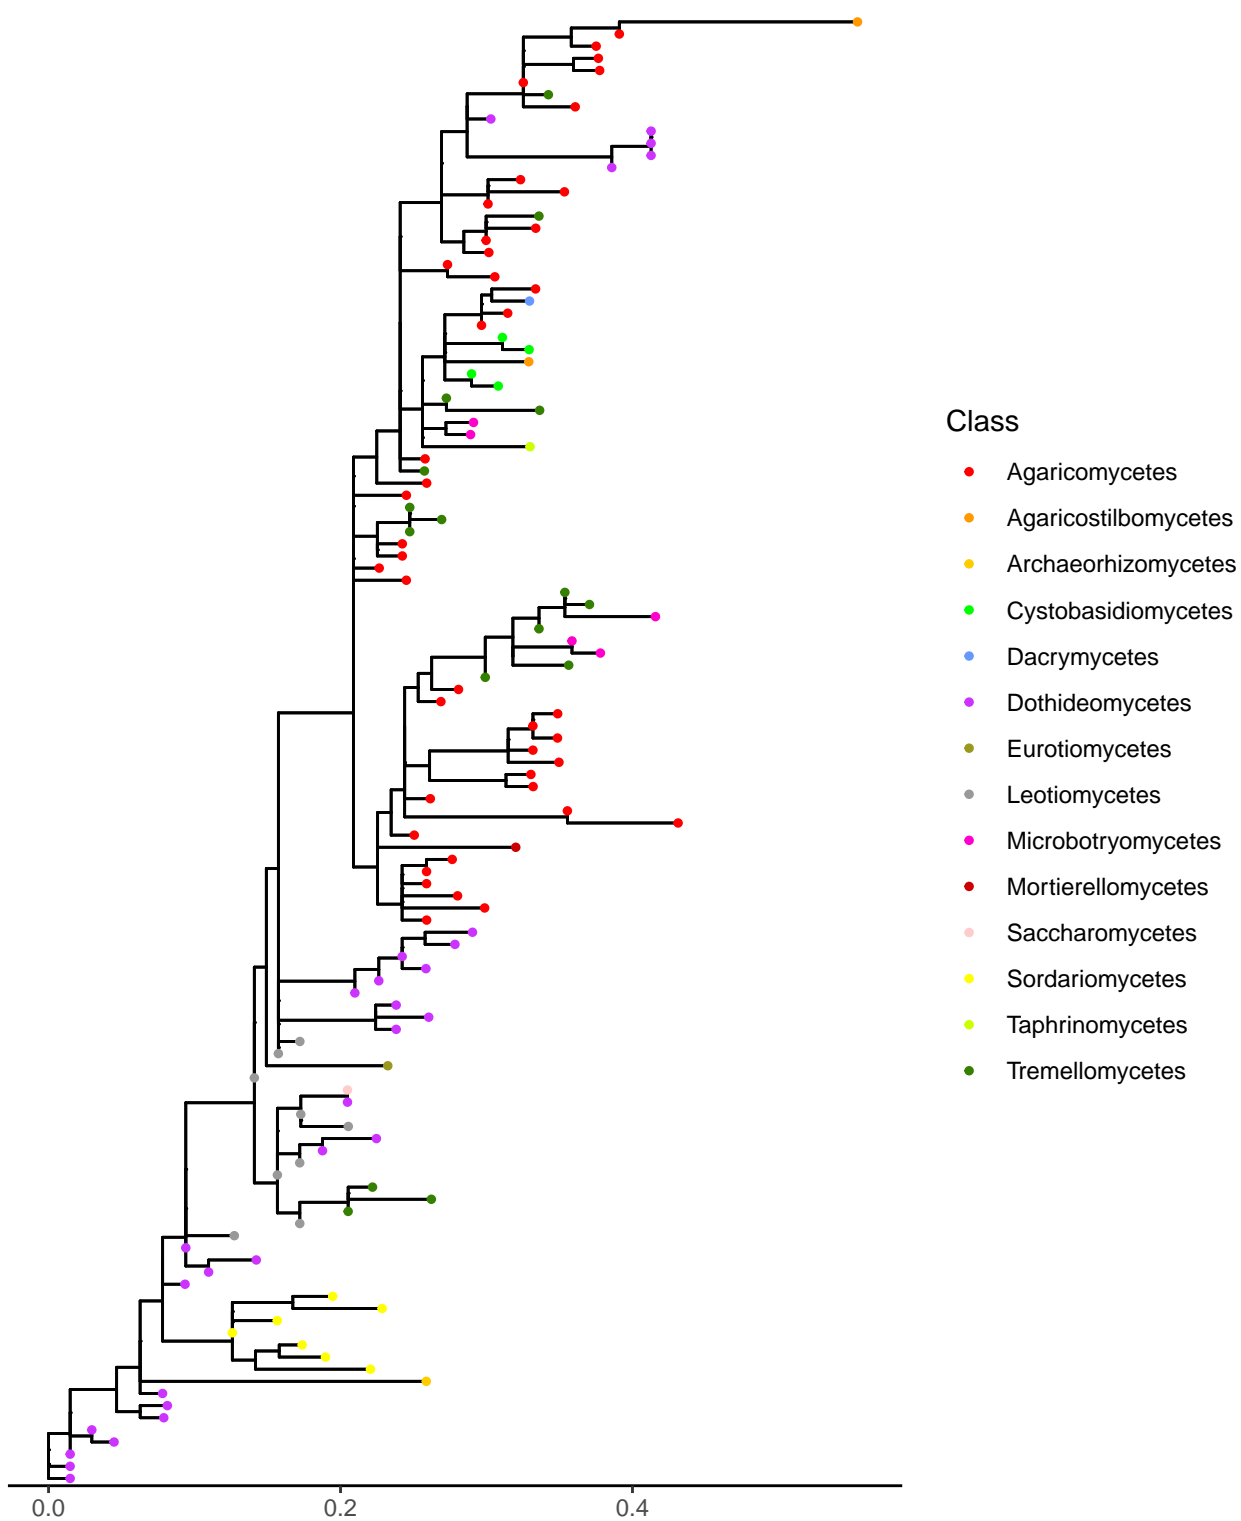 Class
Agaricomycetes
Agaricostilbomycetes
Archaeorhizomycetes
Cystobasidiomycetes
Dacrymycetes
Dothideomycetes
Eurotiomycetes
Leotiomycetes
Microbotryomycetes
Mortierellomycetes
Saccharomycetes
Sordariomycetes
Taphrinomycetes
Tremellomycetes
0.0 0.2 0.4